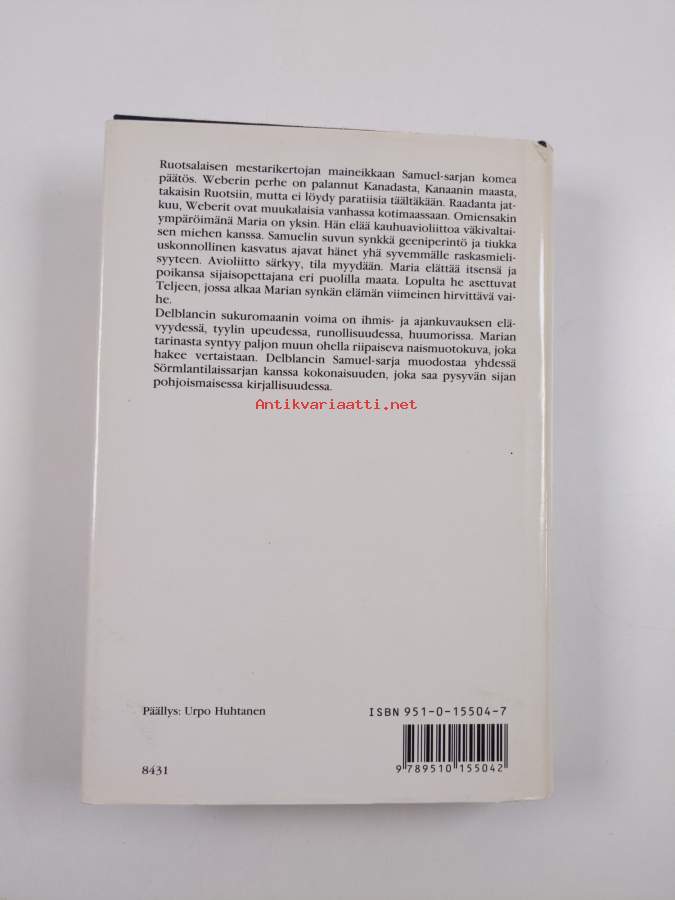 Ruotsalaisen mestarikertojan maineikkaan Samuel-sarjan komea
päätös. Weberin perhe on palannut Kanadasta, Kanaanin maasta,
takaisin Ruotsiin, mutta ei löydy paratiisia täältäkään. Raadanta jat-
kuu, Weberit ovat muukalaisia vanhassa kotimaassaan. Omiensakin
ympäröimänä Maria on yksin. Hän elää kauhuavioliittoa väkivaltai-
sen miehen kanssa. Samuelin suvun synkkä geeniperintö ja tiukka
uskonnollinen kasvatus ajavat hänet yhä syvemmälle raskasmieli-
syyteen. Avioliitto särkyy, tila myydään. Maria elättää itsensä ja
poikansa sijaisopettajana eri puolilla maata. Lopulta he asettuvat
Teljeen, jossa alkaa Marian synkän elämän viimeinen hirvittävä vai-
he.
Delblancin sukuromaanin voima on ihmis- ja ajankuvauksen elä-
vyydessä, tyylin upeudessa, runollisuudessa, huumorissa. Marian
tarinasta syntyy paljon muun ohella riipaiseva naismuotokuva, joka
hakee vertaistaan. Delblancin Samuel-sarja muodostaa yhdessä
Sörmlantilaissarjan kanssa kokonaisuuden, joka saa pysyvän sijan
pohjoismaisessa kirjallisuudessa.
Antikvariaatti.net
Päällys: Urpo Huhtanen
ISBN 951-0-15504-7
9 789510 155042
8431